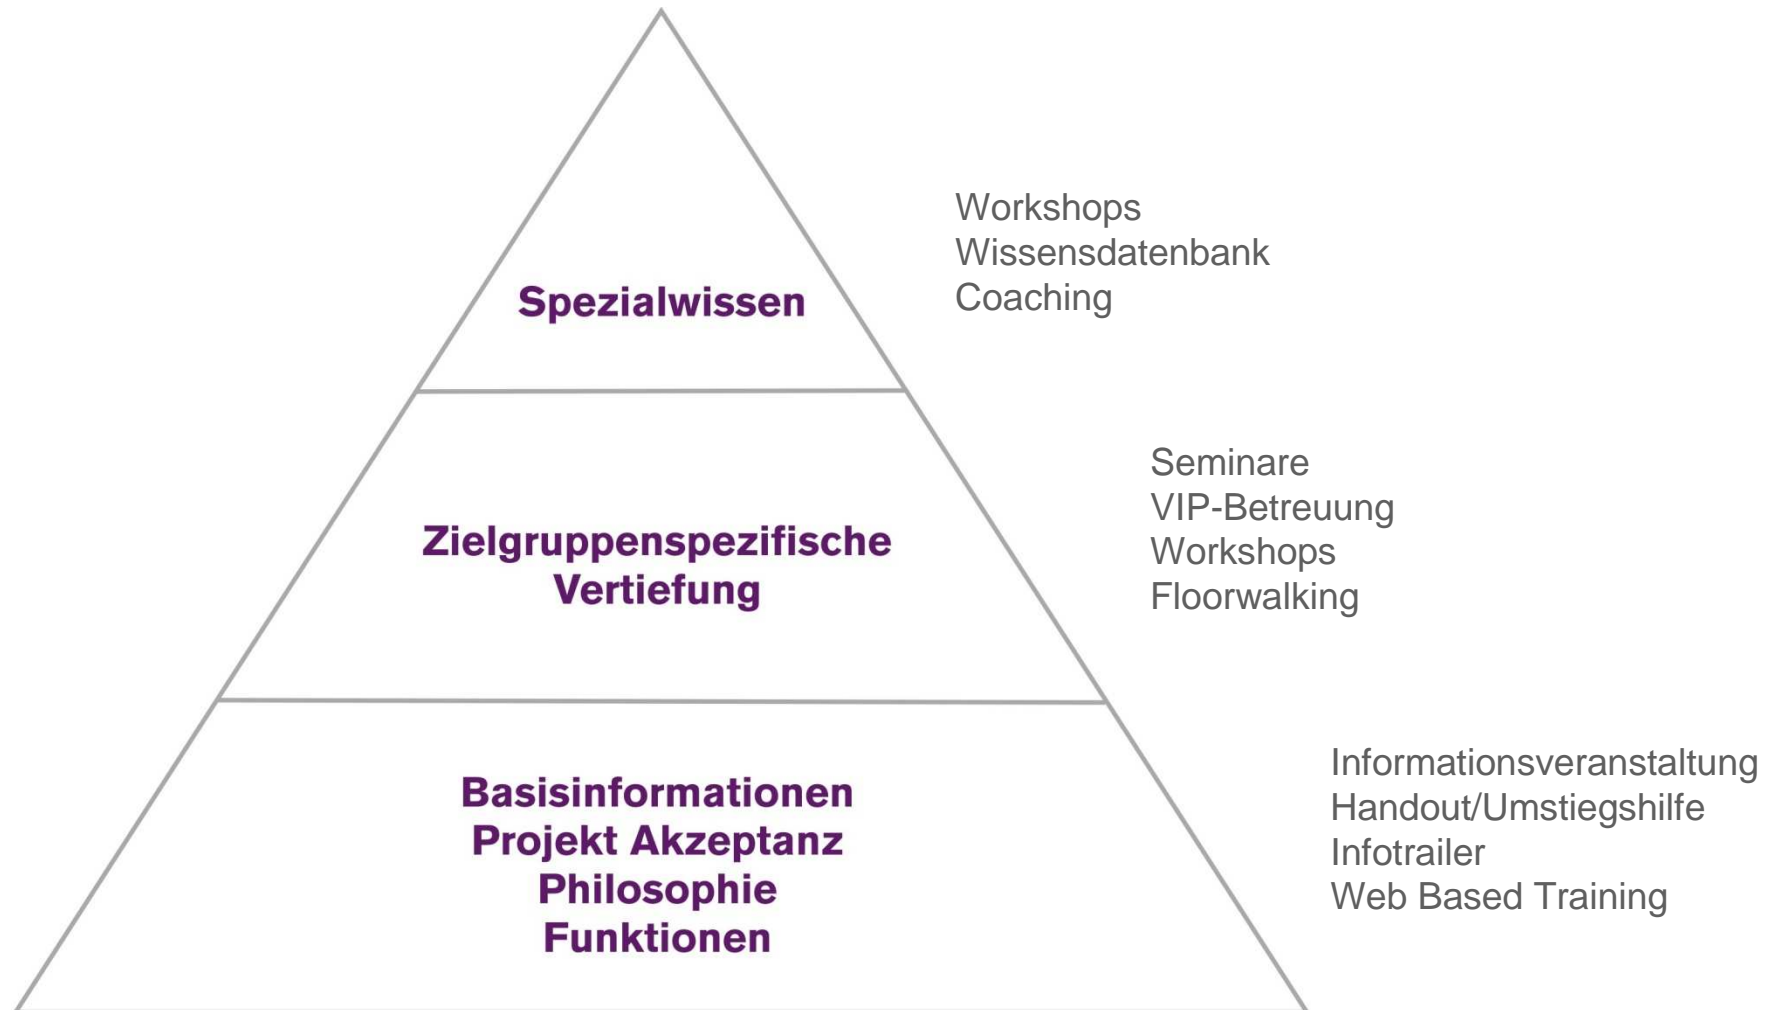 Spezialwissen
Workshops
Wissensdatenbank
Coaching
Zielgruppenspezifische
Vertiefung
Seminare
VIP-Betreuung
Workshops
Floorwalking
Basisinformationen
Projekt Akzeptanz
Philosophie
Funktionen
Informationsveranstaltung
Handout/Umstiegshilfe
Infotrailer
Web Based Training